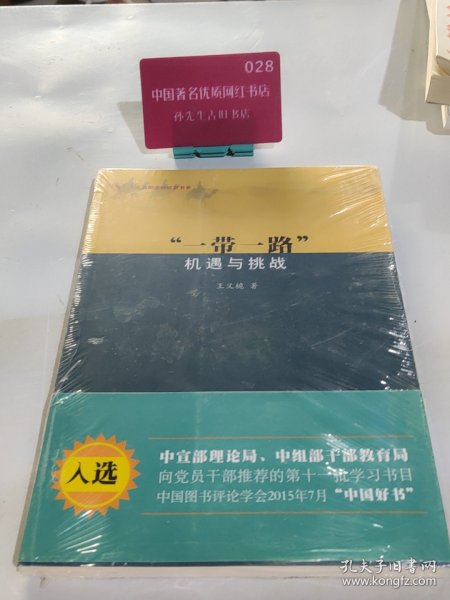 028
中国著名优质网红书店
孙先生古旧书店
“一带一路”
机遇与挑战
王义桅 著
入选
中宣部理论局、中组部干部教育局
向党员干部推荐的第十一批学习书目
中国图书评论学会2015年7月“中国好书”
孔夫子旧书网
www.kongfz.com